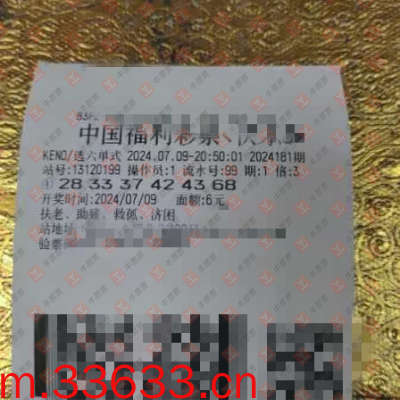 中国福利彩票
KENO/选六单式 2024.07.09-20:50:01 2024181期
站号:13120199 操作员:1 流水号:99 期:1 倍:3
① 28 33 37 42 43 68
开奖时间:2024/07/09 面额:6元
扶老、助残、救孤、济困
站地址:
验票
m.33633.cn